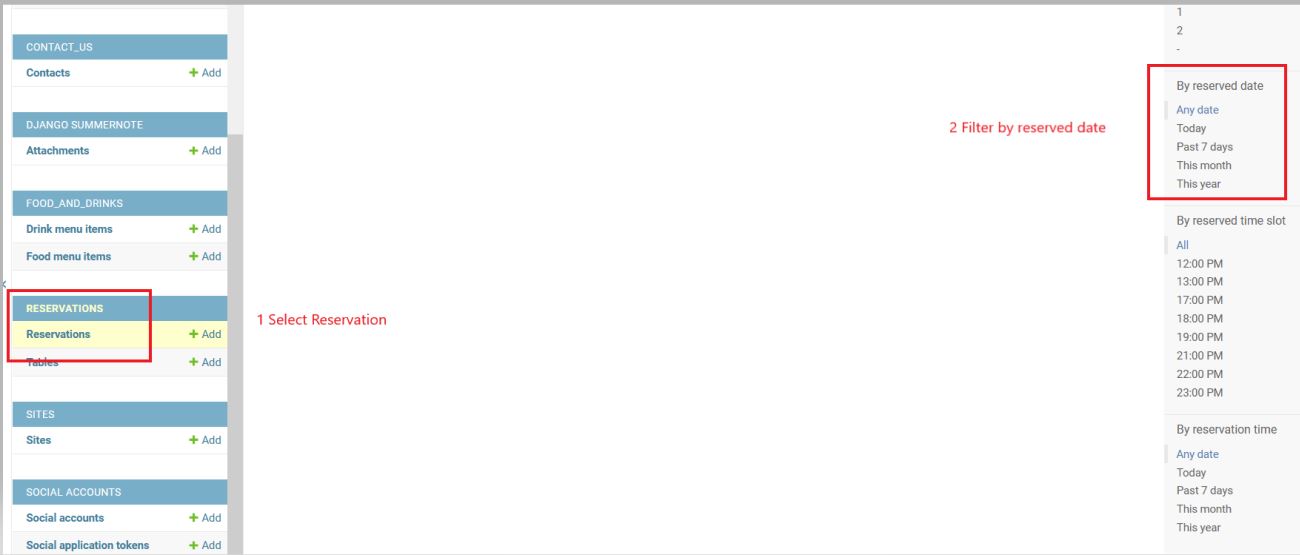 CONTACT_US
Contacts + Add
DJANGO SUMMERNOTE
Attachments + Add
FOOD_AND_DRINKS
Drink menu items + Add
Food menu items + Add
RESERVATIONS
Reservations + Add
Tables + Add
SITES
Sites + Add
SOCIAL ACCOUNTS
Social accounts + Add
Social application tokens + Add
1 Select Reservation
2 Filter by reserved date
1
2
-
By reserved date
Any date
Today
Past 7 days
This month
This year
By reserved time slot
All
12:00 PM
13:00 PM
17:00 PM
18:00 PM
19:00 PM
21:00 PM
22:00 PM
23:00 PM
By reservation time
Any date
Today
Past 7 days
This month
This year